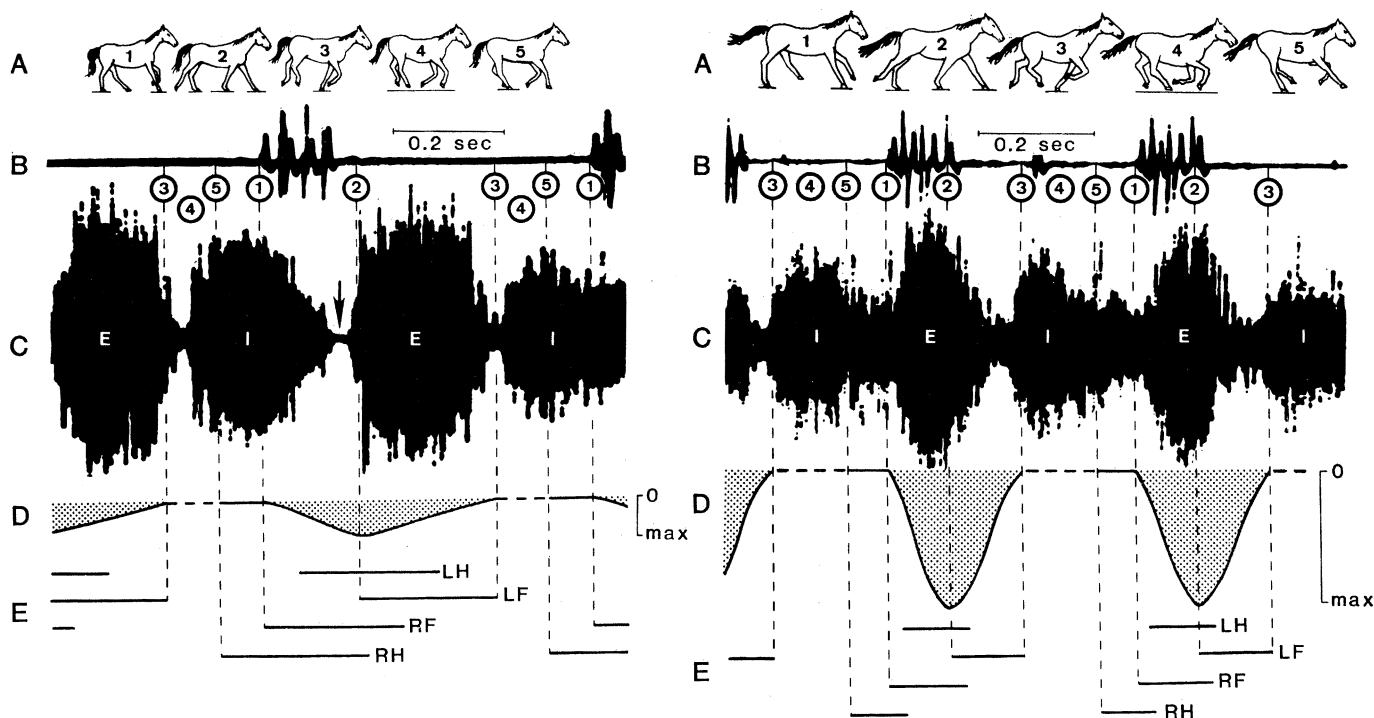 A 1 2 3 4 5
0.2 sec
B
3 5 1 2 3 5 1
4 4
C E I E I
D 0
max
LH
E LF
RF
RH
A 1 2 3 4 5
0.2 sec
B
3 4 5 1 2 3 4 5 1 2 3
C I E I E I
D 0
max
LH
E LF
RF
RH